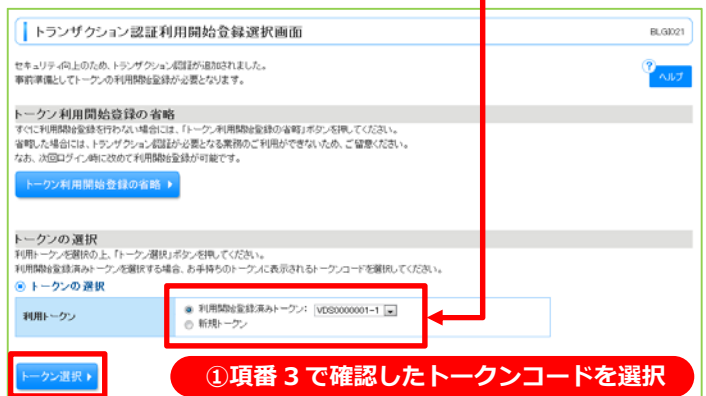 トランザクション認証利用開始登録選択画面
BLGI021
セキュリティ向上のため、トランザクション認証が追加されました。
事前準備としてトークンの利用開始登録が必要となります。
?
ヘルプ
トークン利用開始登録の省略
すぐに利用開始登録を行わない場合には、「トークン利用開始登録の省略」ボタンを押してください。
省略した場合には、トランザクション認証が必要となる業務のご利用ができないため、ご留意ください。
なお、次回ログイン時に改めて利用開始登録が可能です。
トークン利用開始登録の省略
トークンの選択
利用トークンを選択の上、「トークン選択」ボタンを押してください。
利用開始登録済みトークンを選択する場合、お手持ちのトークンに表示されるトークンコードを選択してください。
トークンの選択
利用トークン
利用開始登録済みトークン： VDS0000001-1
新規トークン
トークン選択
①項番 3 で確認したトークンコードを選択